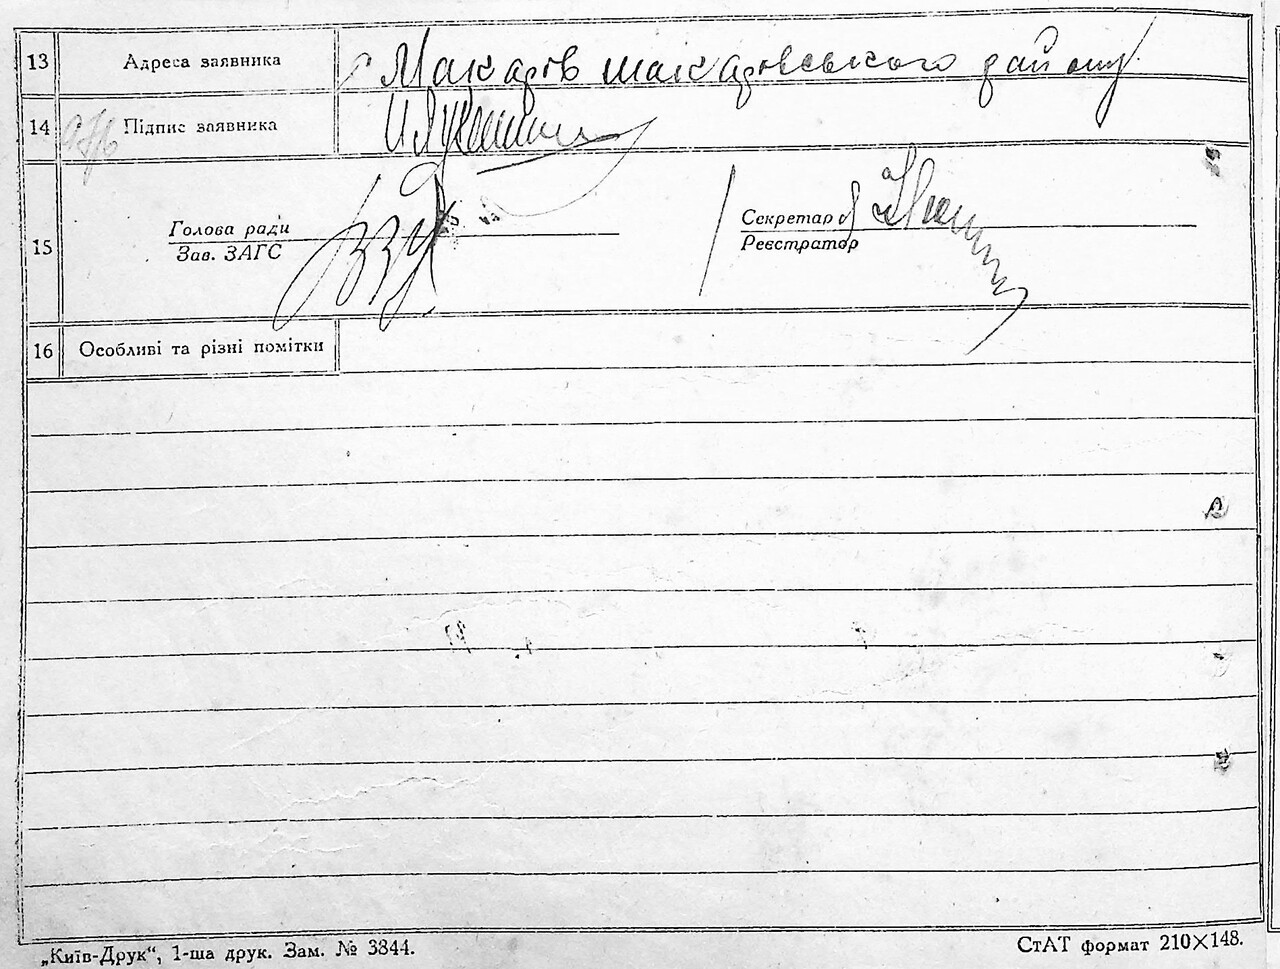 13 Адреса заявника с Макарів Макарівського району
14 Підпис заявника
15
Голова ради
Зав. ЗАГС
Секретар
Реєстратор
16 Особливі та різні помітки
„Київ-Друк“, 1-ша друк. Зам. № 3844.
СтАТ формат 210×148.